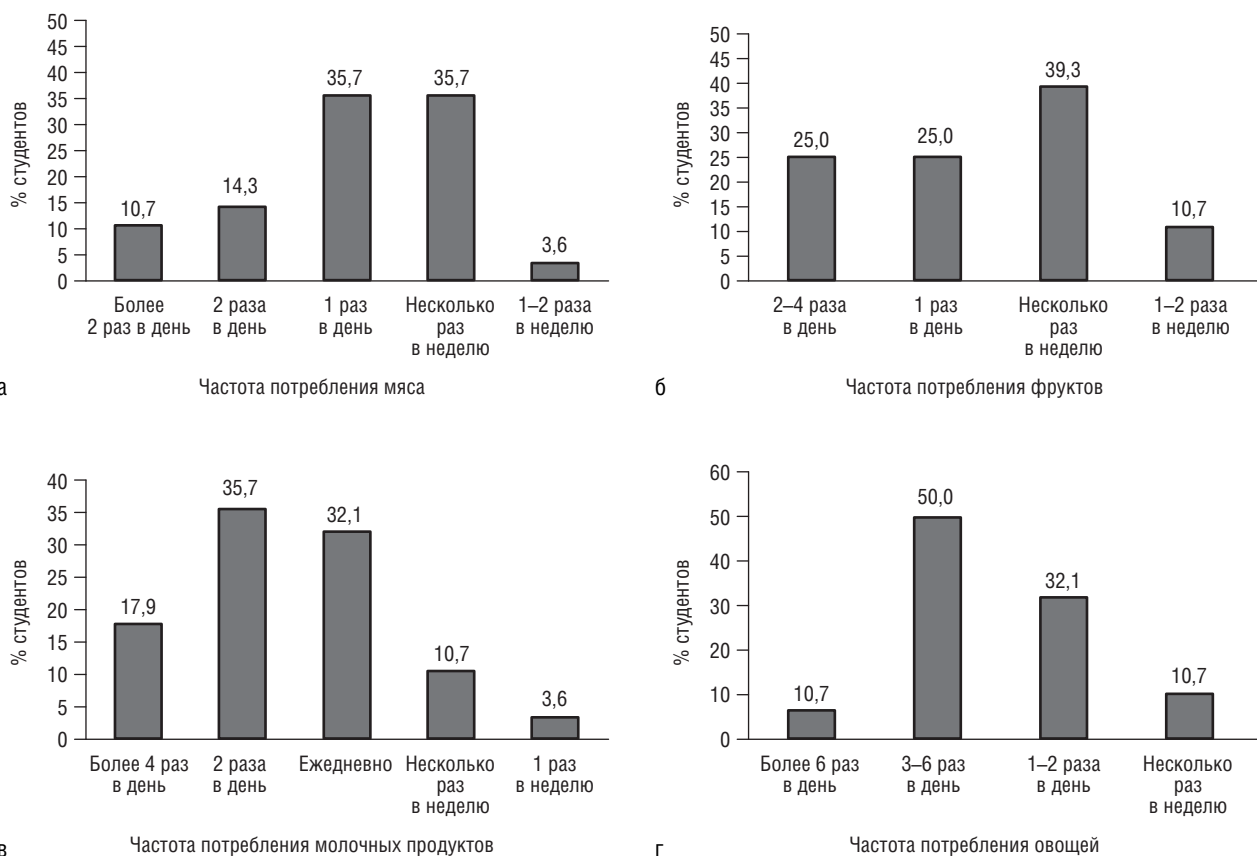 50
45
40
35
30
25
20
15
10
5
0
% студентов
10,7
14,3
35,7
35,7
3,6
Более
2 раз в день
2 раза
в день
1 раз
в день
Несколько
раз
в неделю
1–2 раза
в неделю
а
Частота потребления мяса
50
45
40
35
30
25
20
15
10
5
0
% студентов
25,0
25,0
39,3
10,7
2–4 раза
в день
1 раз
в день
Несколько
раз
в неделю
1–2 раза
в неделю
б
Частота потребления фруктов
40
35
30
25
20
15
10
5
0
% студентов
17,9
35,7
32,1
10,7
3,6
Более 4 раз
в день
2 раза
в день
Ежедневно
Несколько
раз
в неделю
1 раз
в неделю
в
Частота потребления молочных продуктов
60
50
40
30
20
10
0
% студентов
10,7
50,0
32,1
10,7
Более 6 раз
в день
3–6 раз
в день
1–2 раза
в день
Несколько
раз
в неделю
г
Частота потребления овощей